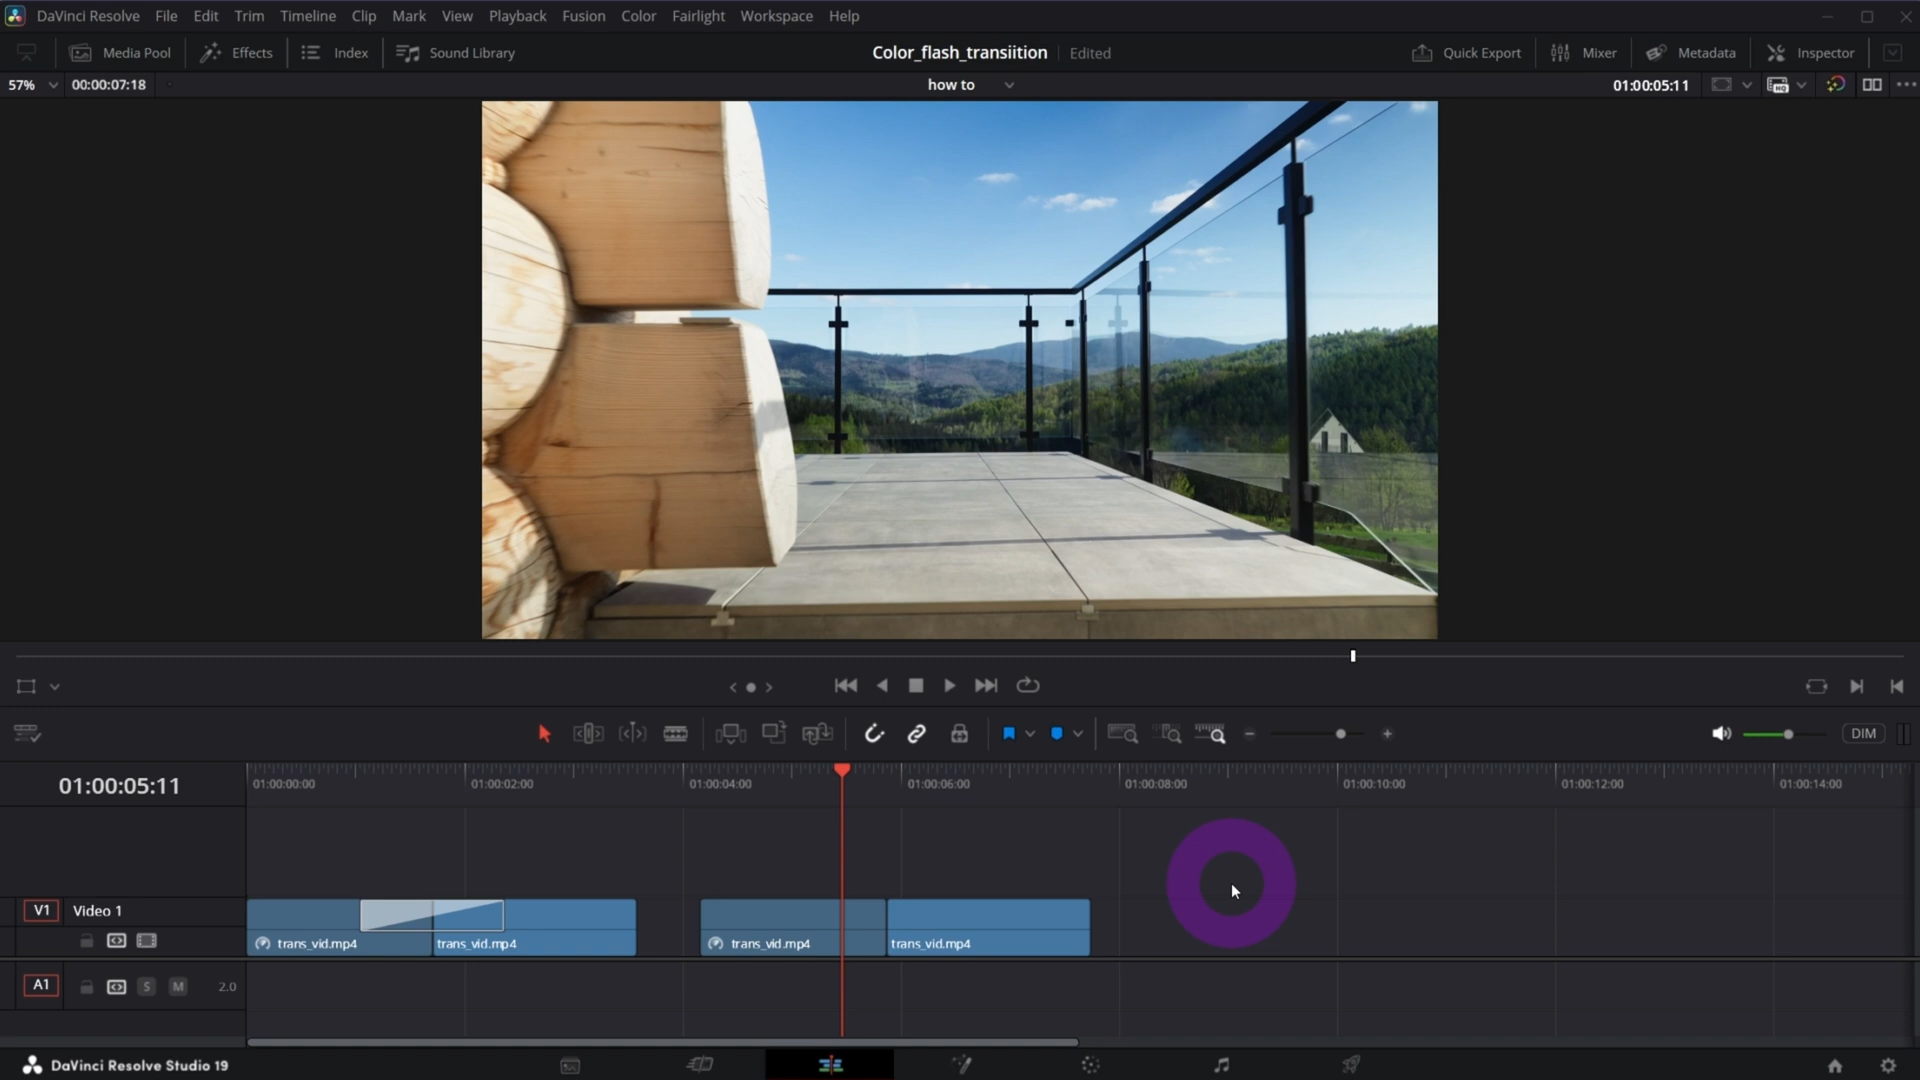 DaVinci Resolve File Edit Trim Timeline Clip Mark View Playback Fusion Color Fairlight Workspace Help
Media Pool Effects Index Sound Library Color_flash_transiition Edited Quick Export Mixer Metadata Inspector
57% 00:00:07:18 how to 01:00:05:11
DIM
01:00:05:11 01:00:00:00 01:00:02:00 01:00:04:00 01:00:06:00 01:00:08:00 01:00:10:00 01:00:12:00 01:00:14:00
V1 Video 1
trans_vid.mp4 trans_vid.mp4 trans_vid.mp4 trans_vid.mp4
A1 S M 2.0
DaVinci Resolve Studio 19